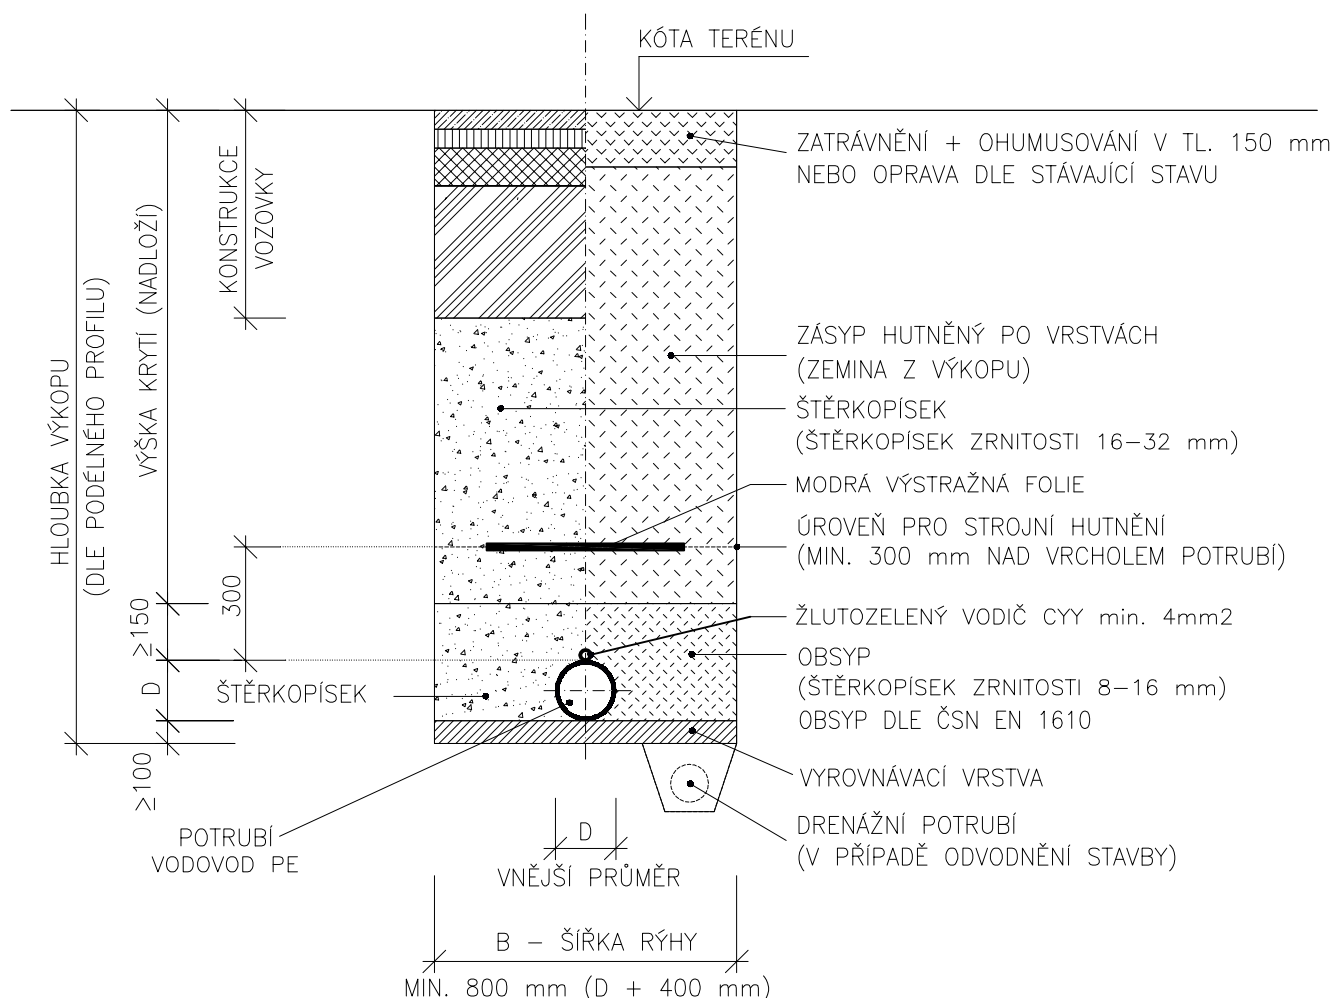 KÓTA TERÉNU
ZATRÁVNĚNÍ + OHUMUSOVÁNÍ V TL. 150 mm
NEBO OPRAVA DLE STÁVAJÍCÍ STAVU
KONSTRUKCE
VOZOVKY
VÝŠKA KRYTÍ (NADLOŽÍ)
HLOUBKA VÝKOPU
(DLE PODÉLNÉHO PROFILU)
ZÁSYP HUTNĚNÝ PO VRSTVÁCH
(ZEMINA Z VÝKOPU)
ŠTĚRKOPÍSEK
(ŠTĚRKOPÍSEK ZRNITOSTI 16-32 mm)
MODRÁ VÝSTRAŽNÁ FOLIE
ÚROVEŇ PRO STROJNÍ HUTNĚNÍ
(MIN. 300 mm NAD VRCHOLEM POTRUBÍ)
300
≥150
D
≥100
ŽLUTOZELENÝ VODIČ CYY min. 4mm2
OBSYP
(ŠTĚRKOPÍSEK ZRNITOSTI 8-16 mm)
OBSYP DLE ČSN EN 1610
ŠTĚRKOPÍSEK
VYROVNÁVACÍ VRSTVA
DRENÁŽNÍ POTRUBÍ
(V PŘÍPADĚ ODVODNĚNÍ STAVBY)
POTRUBÍ
VODOVOD PE
D
VNĚJŠÍ PRŮMĚR
B - ŠÍŘKA RÝHY
MIN. 800 mm (D + 400 mm)